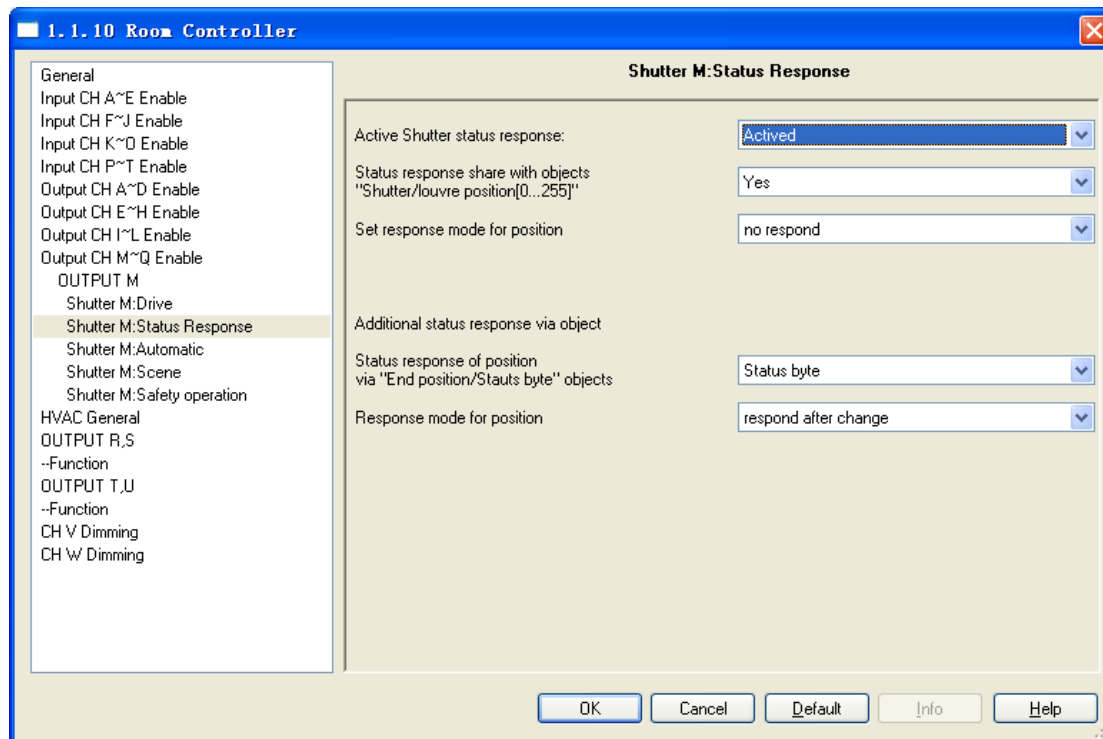 1.1.10 Room Controller
General
Input CH A~E Enable
Input CH F~J Enable
Input CH K~O Enable
Input CH P~T Enable
Output CH A~D Enable
Output CH E~H Enable
Output CH I~L Enable
Output CH M~Q Enable
OUTPUT M
Shutter M:Drive
Shutter M:Status Response
Shutter M:Automatic
Shutter M:Scene
Shutter M:Safety operation
HVAC General
OUTPUT R,S
--Function
OUTPUT T,U
--Function
CH V Dimming
CH W Dimming
Shutter M:Status Response
Active Shutter status response: Actived
Status response share with objects
"Shutter/louvre position[0...255]" Yes
Set response mode for position no respond
Additional status response via object
Status response of position
via "End position/Stauts byte" objects Status byte
Response mode for position respond after change
OK Cancel Default Info Help